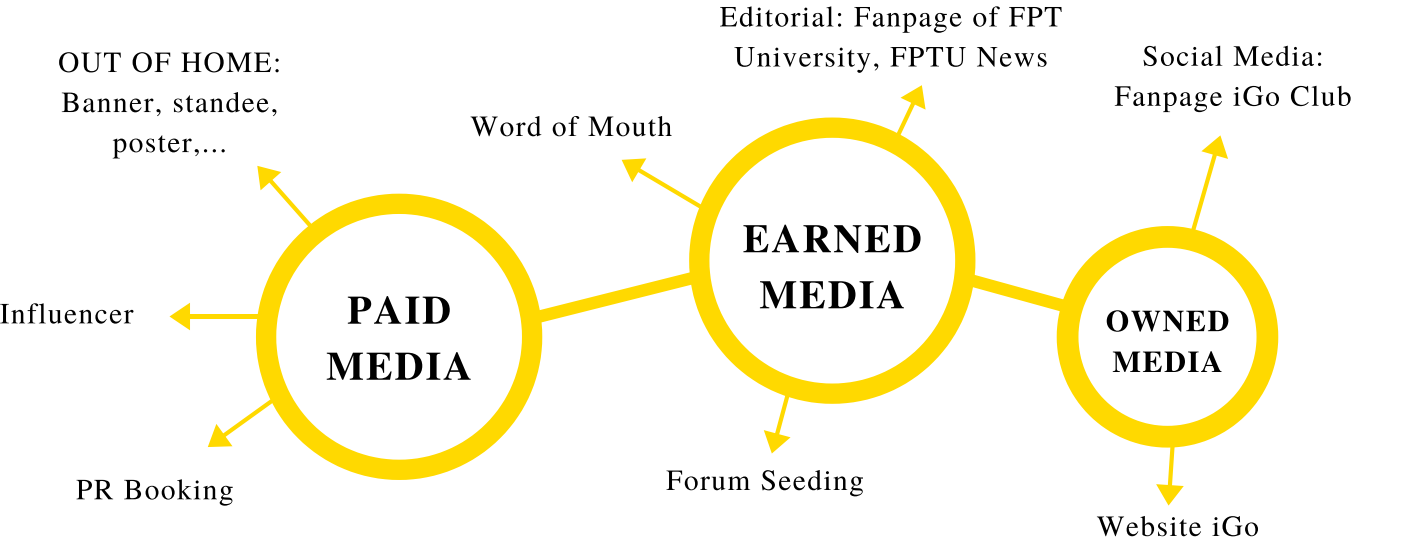 OUT OF HOME:
Banner, standee,
poster,...
Influencer
PR Booking
PAID
MEDIA
Word of Mouth
Editorial: Fanpage of FPT
University, FPTU News
Forum Seeding
EARNED
MEDIA
Social Media:
Fanpage iGo Club
OWNED
MEDIA
Website iGo